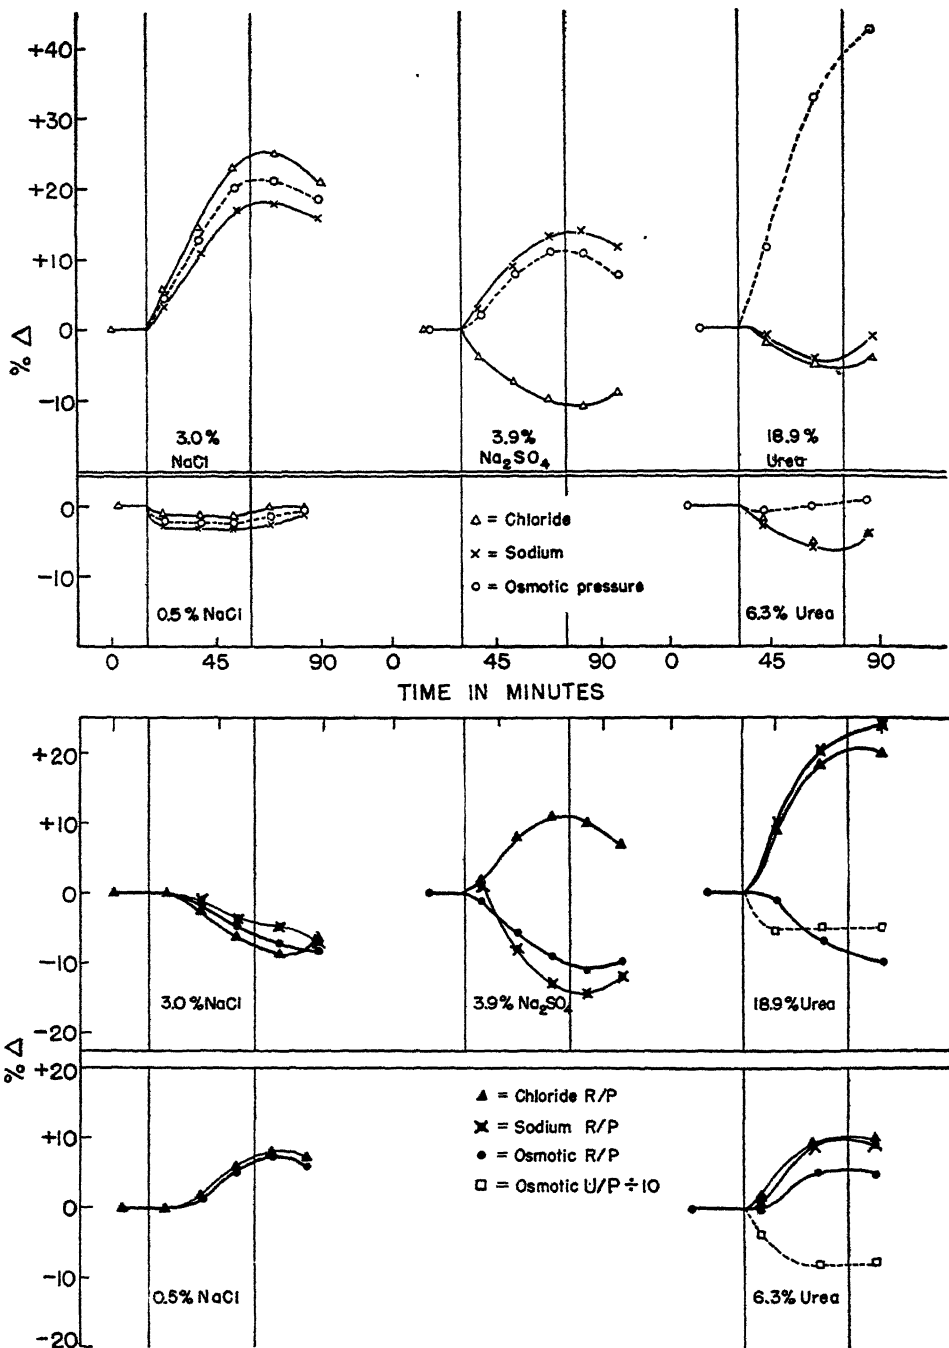 +40
+30
+20
+10
0
-10
% Δ
3.0%
NaCl
3.9%
Na2SO4
18.9%
Urea
0
-10
Δ = Chloride
x = Sodium
o = Osmotic pressure
0.5% NaCl
6.3% Urea
0 45 90 0 45 90 0 45 90
TIME IN MINUTES
+20
+10
0
-10
-20
% Δ
3.0% NaCl
3.9% Na2SO4
18.9% Urea
+20
+10
0
-10
-20
▲ = Chloride R/P
✖ = Sodium R/P
● = Osmotic R/P
□ = Osmotic U/P ÷ 10
0.5% NaCl
6.3% Urea